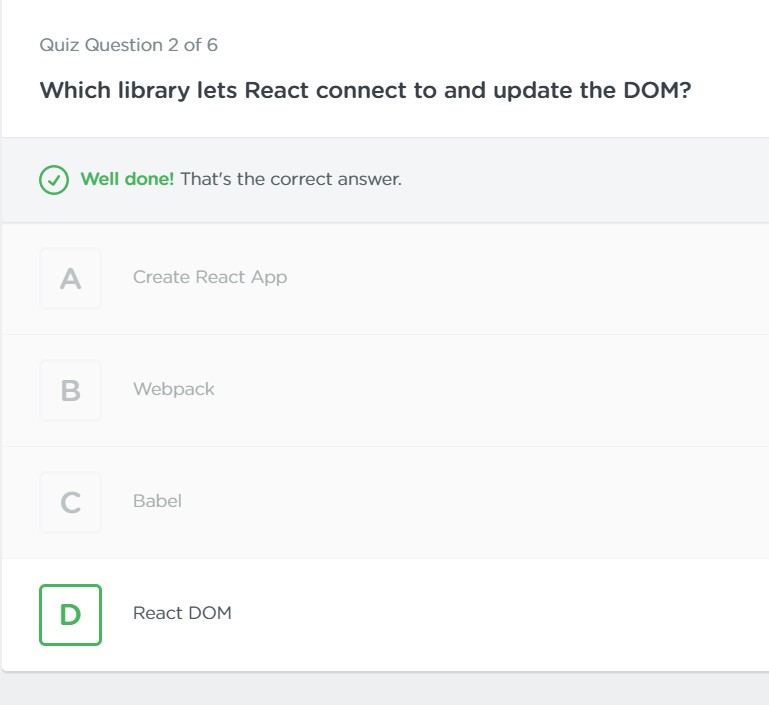 Quiz Question 2 of 6
Which library lets React connect to and update the DOM?
Well done! That's the correct answer.
A Create React App
B Webpack
C Babel
D React DOM